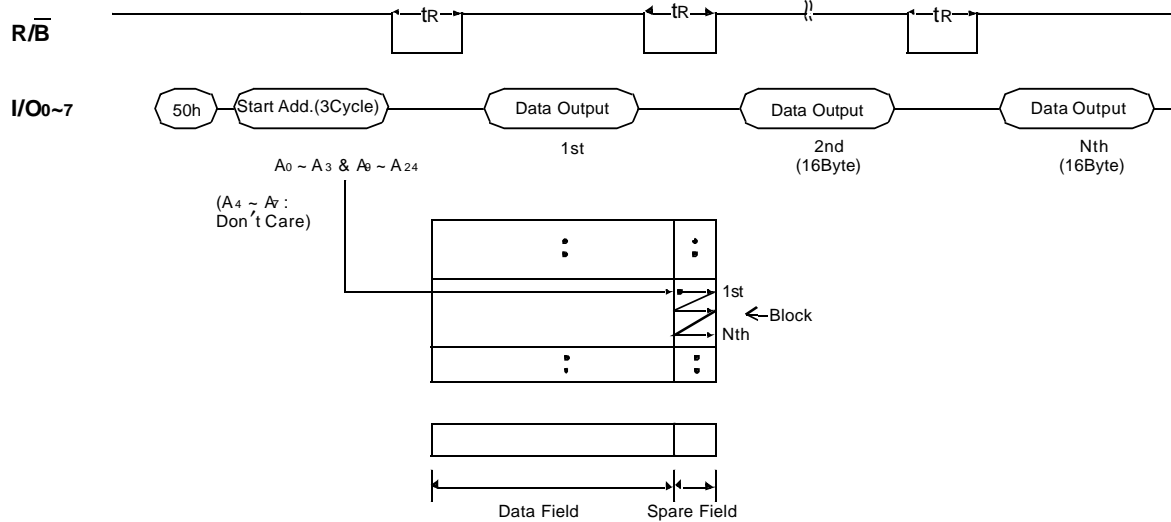 tR tR tR
R/B
I/O0~7 50h Start Add.(3Cycle) Data Output Data Output Data Output
1st 2nd Nth
(16Byte) (16Byte)
A0 ~ A3 & A9 ~ A24
(A4 ~ A7 :
Don't Care)
1st
Block
Nth
Data Field Spare Field